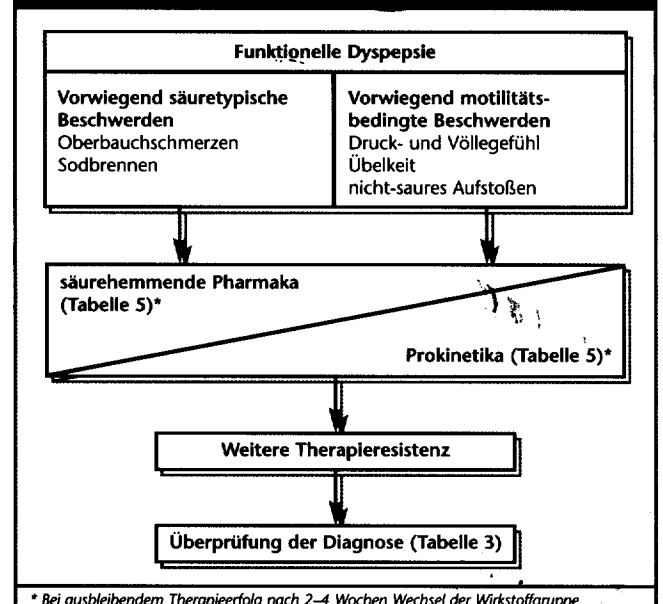 Funktionelle Dyspepsie
Vorwiegend säuretypische
Beschwerden
Oberbauchschmerzen
Sodbrennen
Vorwiegend motilitäts-
bedingte Beschwerden
Druck- und Völlegefühl
Übelkeit
nicht-saures Aufstoßen
säurehemmende Pharmaka
(Tabelle 5)*
Prokinetika (Tabelle 5)*
Weitere Therapieresistenz
Überprüfung der Diagnose (Tabelle 3)
* Bei ausbleibendem Therapieerfolg nach 2–4 Wochen Wechsel der Wirkstoffgruppe